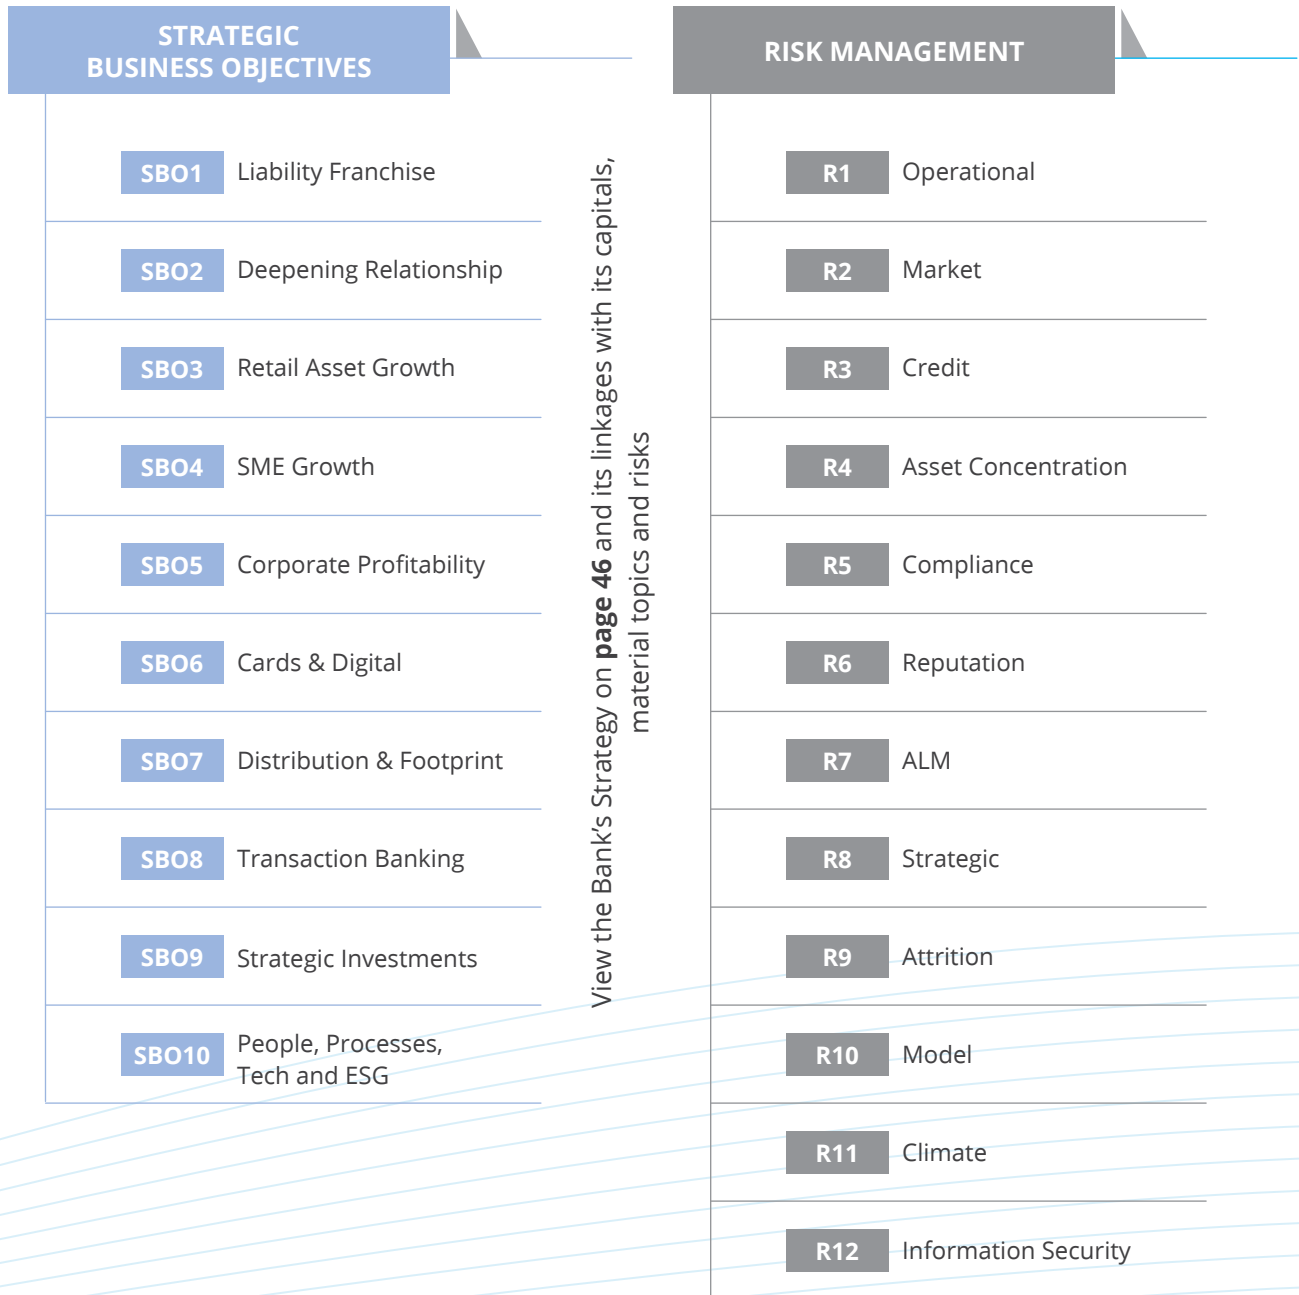 STRATEGIC
BUSINESS OBJECTIVES
SBO1 Liability Franchise
SBO2 Deepening Relationship
SBO3 Retail Asset Growth
SBO4 SME Growth
SBO5 Corporate Profitability
SBO6 Cards & Digital
SBO7 Distribution & Footprint
SBO8 Transaction Banking
SBO9 Strategic Investments
SBO10 People, Processes,
Tech and ESG
View the Bank’s Strategy on page 46 and its linkages with its capitals,
material topics and risks
RISK MANAGEMENT
R1 Operational
R2 Market
R3 Credit
R4 Asset Concentration
R5 Compliance
R6 Reputation
R7 ALM
R8 Strategic
R9 Attrition
R10 Model
R11 Climate
R12 Information Security